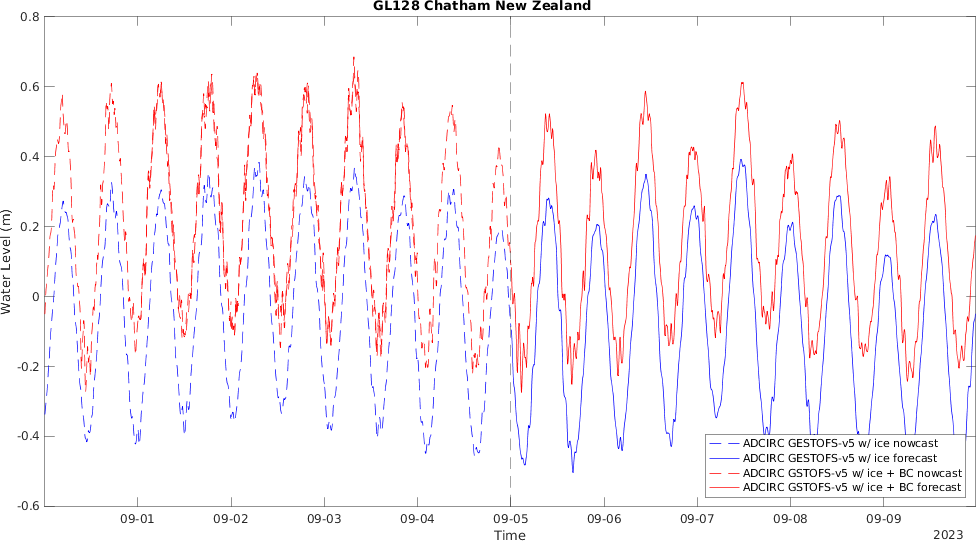 GL128 Chatham New Zealand
0.8
0.6
0.4
0.2
0
-0.2
-0.4
-0.6
Water Level (m)
ADCIRC GESTOFS-v5 w/ ice nowcast
ADCIRC GESTOFS-v5 w/ ice forecast
ADCIRC GSTOFS-v5 w/ ice + BC nowcast
ADCIRC GSTOFS-v5 w/ ice + BC forecast
09-01 09-02 09-03 09-04 09-05 09-06 09-07 09-08 09-09
Time
2023